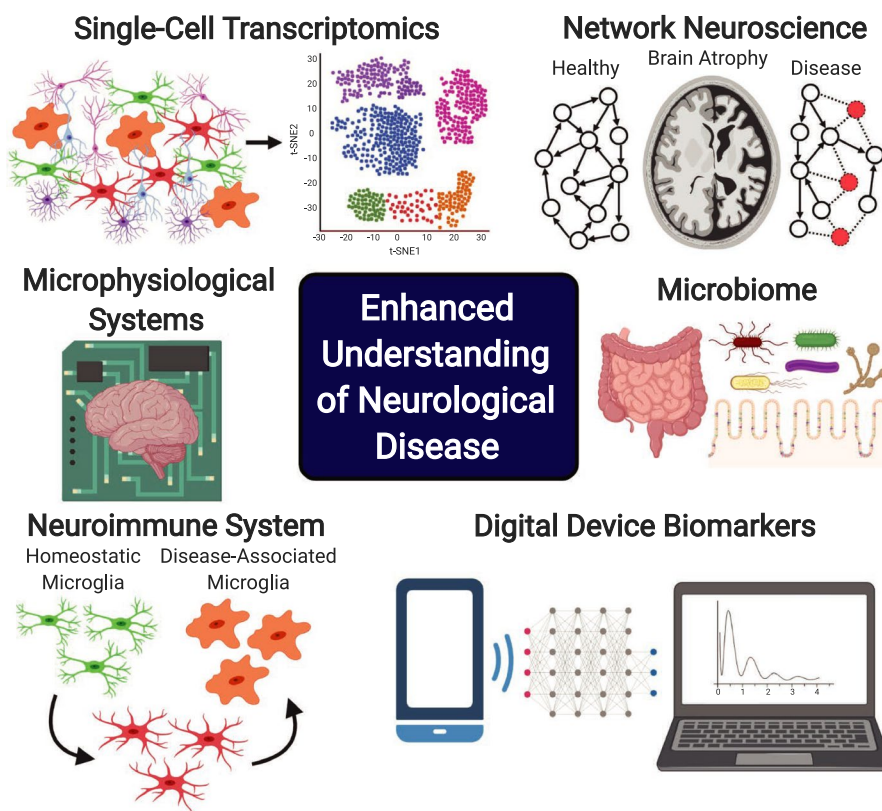 Single-Cell Transcriptomics
t-SNE2
30
20
10
0
-10
-20
-30
-30 -20 -10 0 10 20 30
t-SNE1
Network Neuroscience
Healthy
Brain Atrophy
Disease
Microphysiological
Systems
Enhanced
Understanding
of Neurological
Disease
Microbiome
Neuroimmune System
Homeostatic
Microglia
Disease-Associated
Microglia
Digital Device Biomarkers
0 1 2 3 4